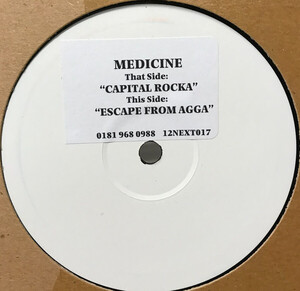 MEDICINE
That Side:
“CAPITAL ROCKA”
This Side:
“ESCAPE FROM AGGA”
0181 968 0988 12NEXT017